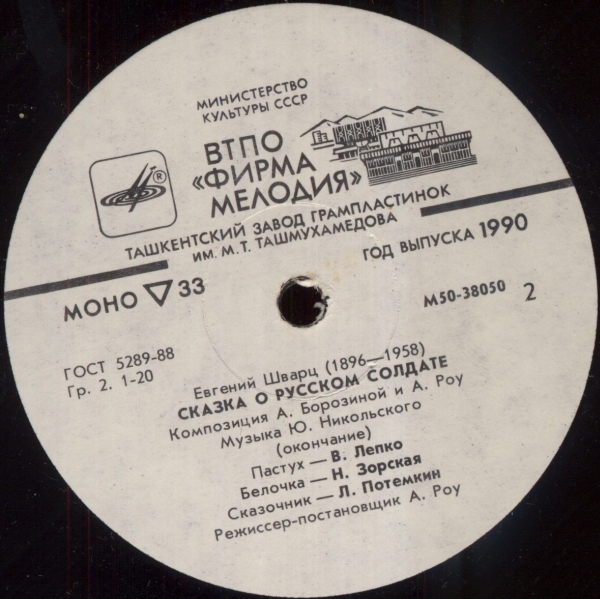 МИНИСТЕРСТВО
КУЛЬТУРЫ СССР
ВТПО
«ФИРМА
МЕЛОДИЯ»
®
ТАШКЕНТСКИЙ ЗАВОД ГРАМПЛАСТИНОК
ИМ. М.Т. ТАШМУХАМЕДОВА
ГОД ВЫПУСКА 1990
МОНО ▽ 33
М50-38050
2
ГОСТ 5289-88
Гр. 2. 1-20
Евгений Шварц (1896—1958)
СКАЗКА О РУССКОМ СОЛДАТЕ
Композиция А. Борозиной и А. Роу
Музыка Ю. Никольского
(окончание)
Пастух — В. Лепко
Белочка — Н. Зорская
Сказочник — Л. Потемкин
Режиссер-постановщик А. Роу